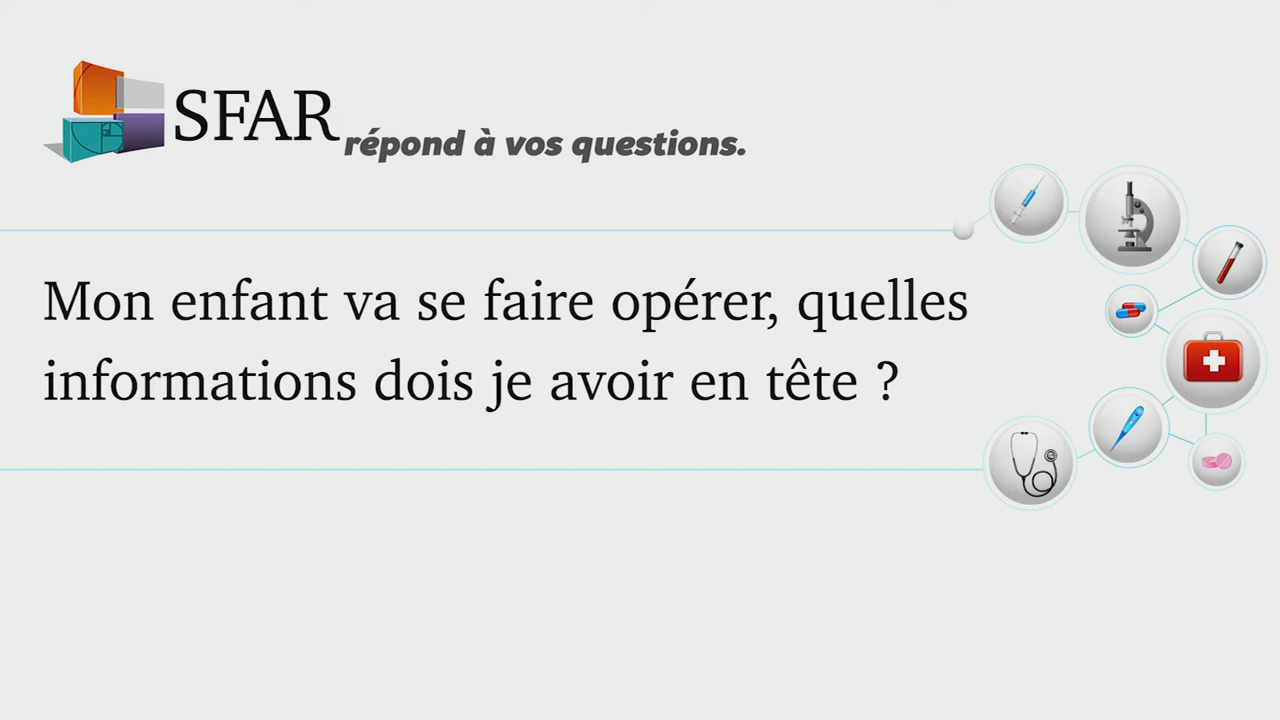 SFAR répond à vos questions.
Mon enfant va se faire opérer, quelles
informations dois je avoir en tête ?